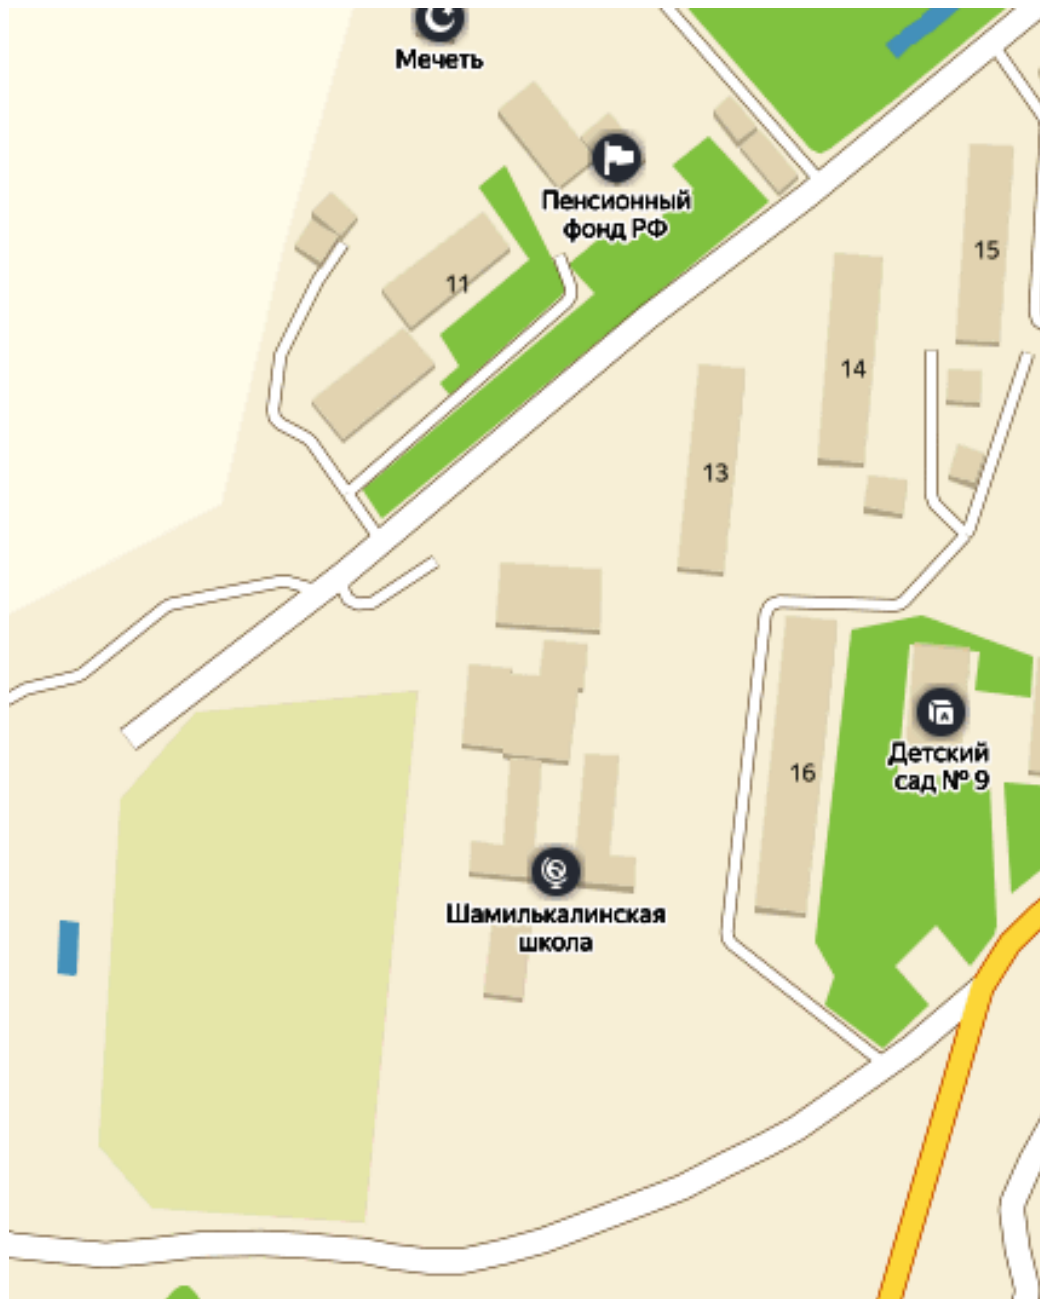 Мечеть
Пенсионный
фонд РФ
15
11
14
13
Детский
сад № 9
16
Шамилькалинская
школа